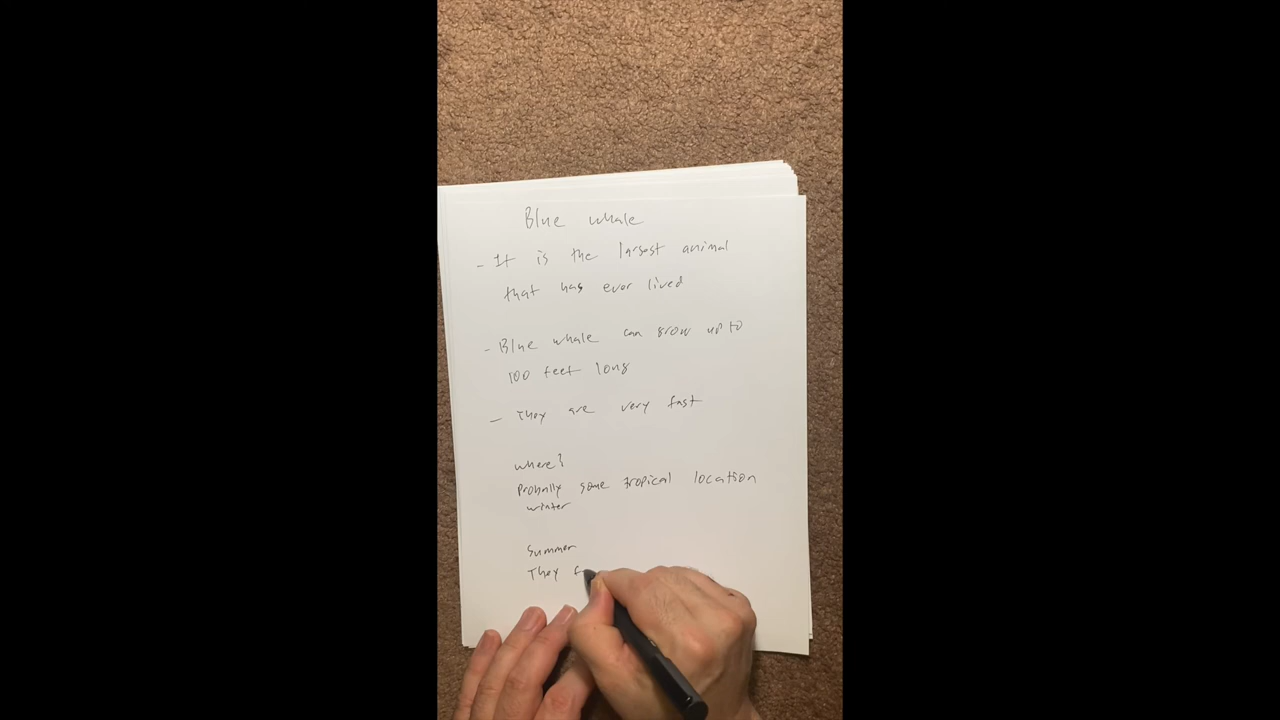 Blue whale
- It is the largest animal
that has ever lived
- Blue whale can grow up to
100 feet long
- They are very fast
where?
Probally some tropical location
winter
Summer
They f